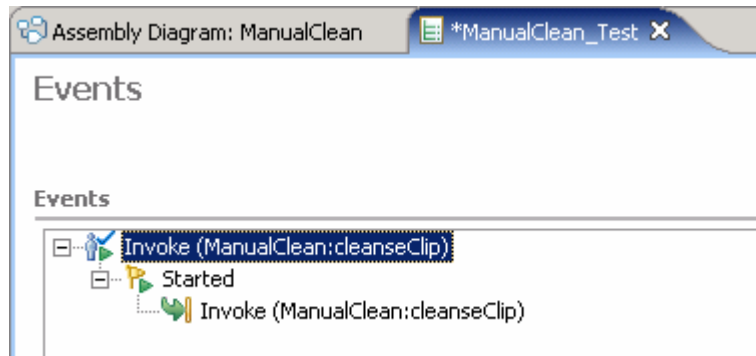 Assembly Diagram: ManualClean *ManualClean_Test
Events
Events
Invoke (ManualClean:cleanseClip)
Started
Invoke (ManualClean:cleanseClip)